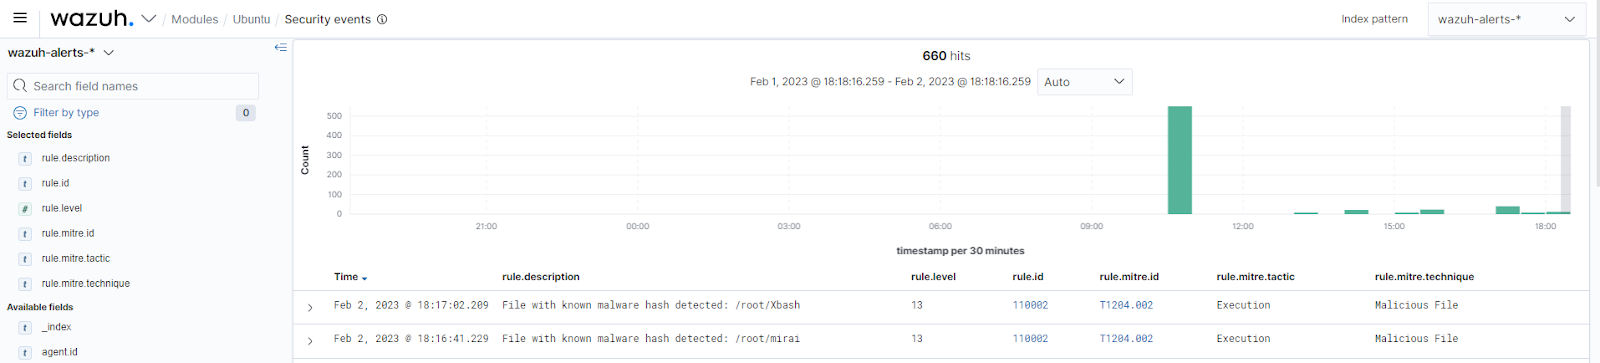 wazuh. / Modules / Ubuntu / Security events Index pattern wazuh-alerts-*
wazuh-alerts-*
Search field names
Filter by type 0
Selected fields
t rule.description
t rule.id
# rule.level
t rule.mitre.id
t rule.mitre.tactic
t rule.mitre.technique
Available fields
t _index
t agent.id
660 hits
Feb 1, 2023 @ 18:18:16.259 - Feb 2, 2023 @ 18:18:16.259 Auto
Count
500
400
300
200
100
0
21:00 00:00 03:00 06:00 09:00 12:00 15:00 18:00
timestamp per 30 minutes
Time rule.description rule.level rule.id rule.mitre.id rule.mitre.tactic rule.mitre.technique
Feb 2, 2023 @ 18:17:02.209 File with known malware hash detected: /root/Xbash 13 110002 T1204.002 Execution Malicious File
Feb 2, 2023 @ 18:16:41.229 File with known malware hash detected: /root/mirai 13 110002 T1204.002 Execution Malicious File